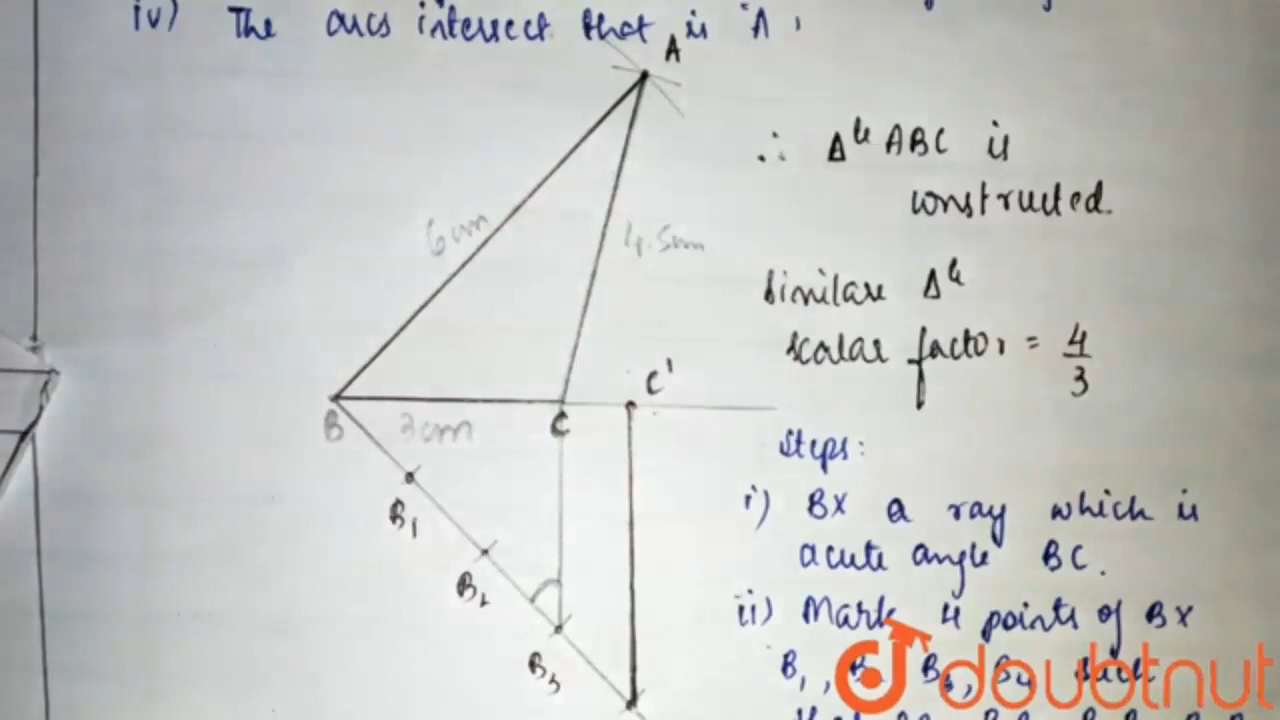 iv) The arcs intersect that is 'A'
A
∴ Δle ABC is
constructed.
6cm
4.5cm
Similare Δle
scalar factor = 4/3
C'
B 3cm C
Steps:
B1
i) BX a ray which is
acute angle BC.
B2
ii) Mark 4 points of BX
B3
B1, B2 B3, B4 such
doubtnut